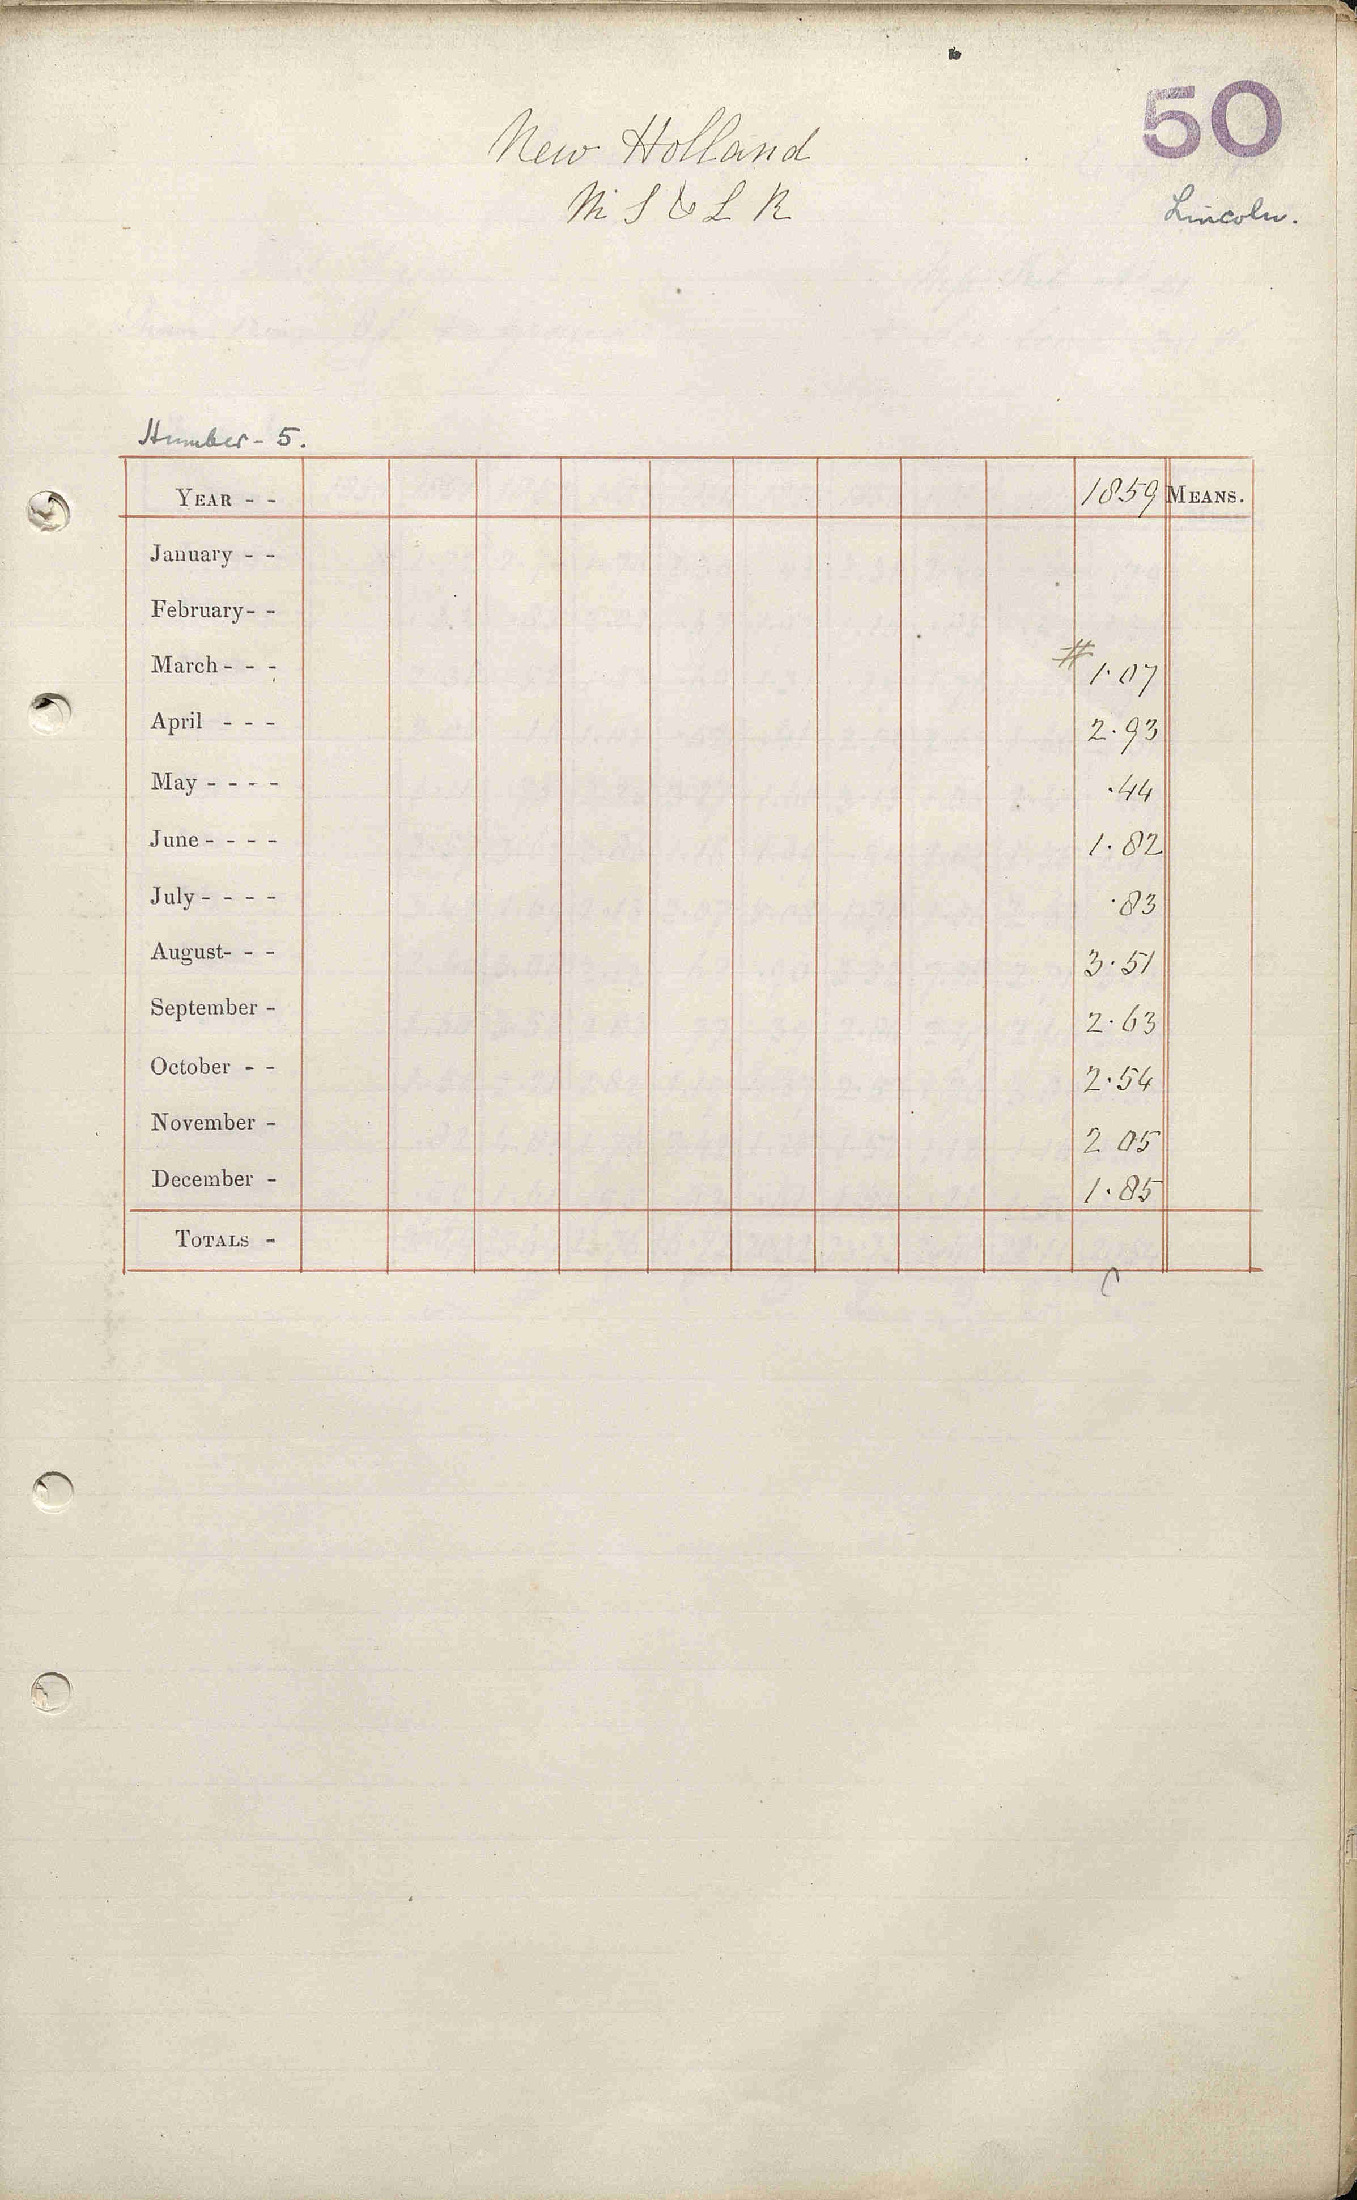 50
New Holland
M S & L R
Lincoln.
Humber - 5.
YEAR - - 1859 MEANS.
January - -
February - -
March - - - # 1.07
April - - - 2.93
May - - - - .44
June - - - - 1.82
July - - - - .83
August - - - 3.51
September - 2.63
October - - 2.54
November - 2 05
December - 1.85
TOTALS -